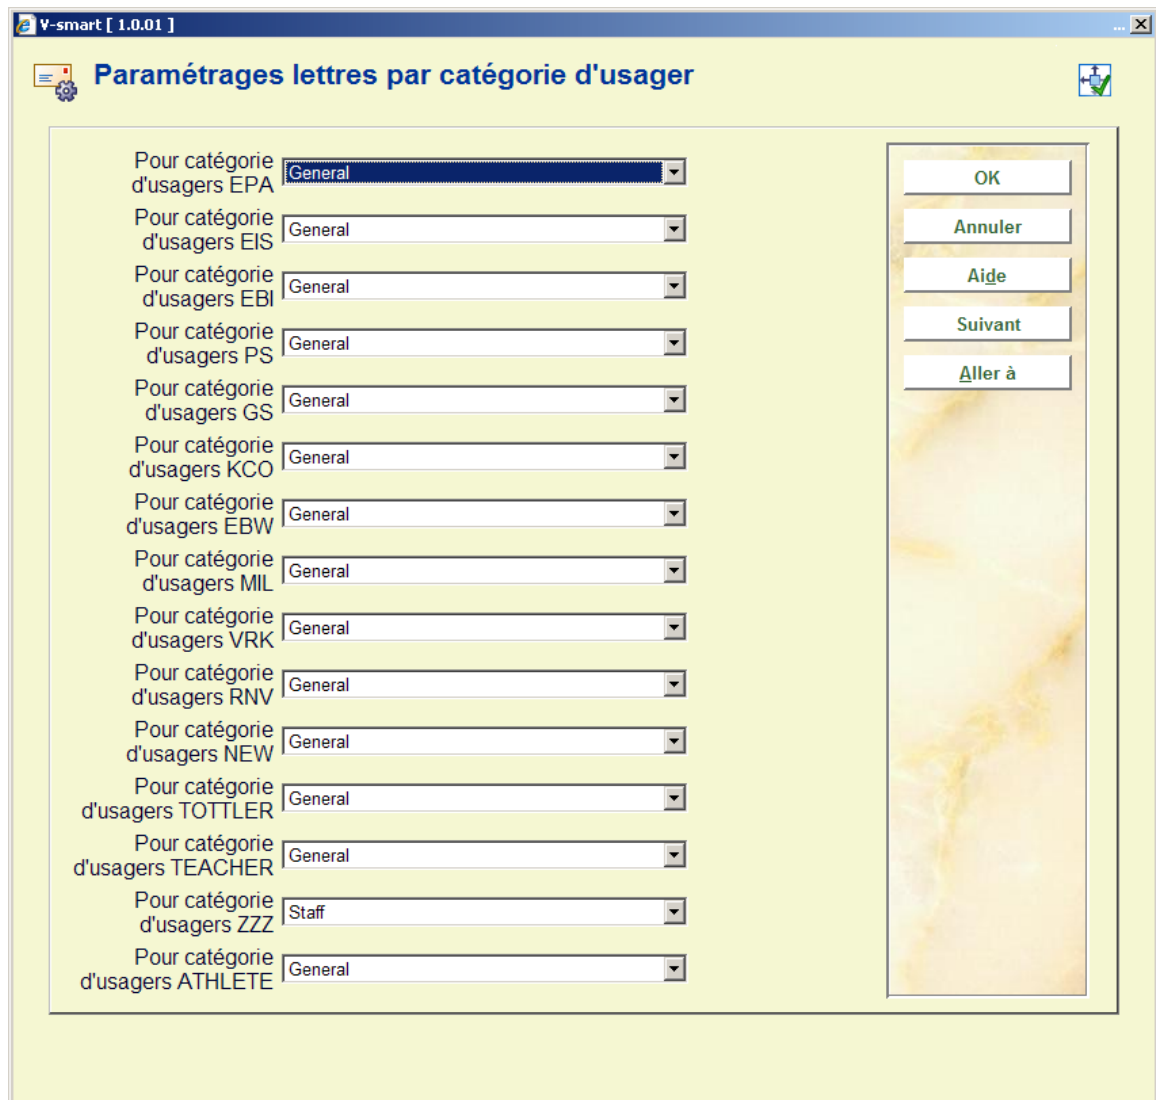 V-smart [ 1.0.01 ]
...
Paramétrages lettres par catégorie d'usager
Pour catégorie
d'usagers EPA
General
Pour catégorie
d'usagers EIS
General
Pour catégorie
d'usagers EBI
General
Pour catégorie
d'usagers PS
General
Pour catégorie
d'usagers GS
General
Pour catégorie
d'usagers KCO
General
Pour catégorie
d'usagers EBW
General
Pour catégorie
d'usagers MIL
General
Pour catégorie
d'usagers VRK
General
Pour catégorie
d'usagers RNV
General
Pour catégorie
d'usagers NEW
General
Pour catégorie
d'usagers TOTTLER
General
Pour catégorie
d'usagers TEACHER
General
Pour catégorie
d'usagers ZZZ
Staff
Pour catégorie
d'usagers ATHLETE
General
OK
Annuler
Aide
Suivant
Aller à